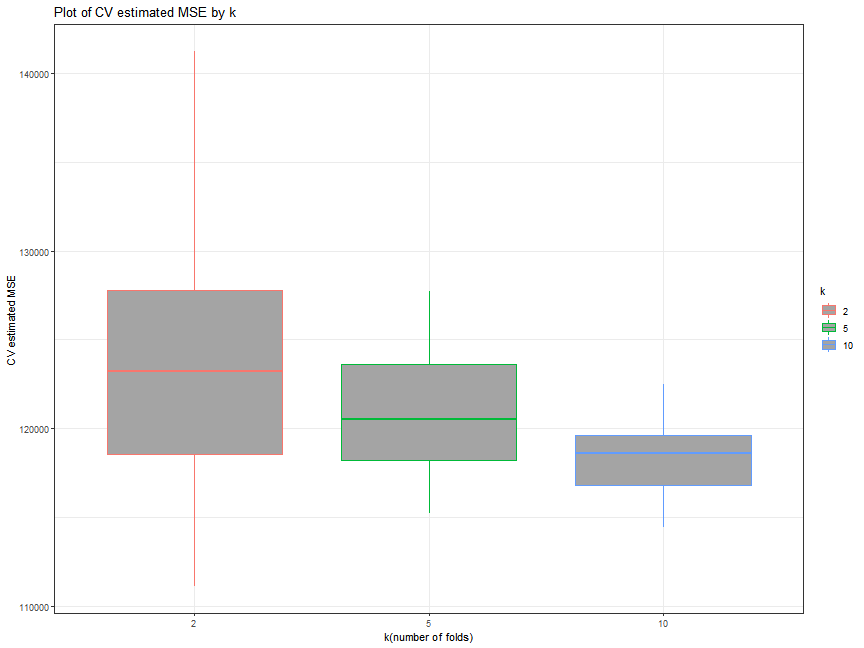 Plot of CV estimated MSE by k
140000
130000
120000
110000
CV estimated MSE
2
5
10
k(number of folds)
k
2
5
10